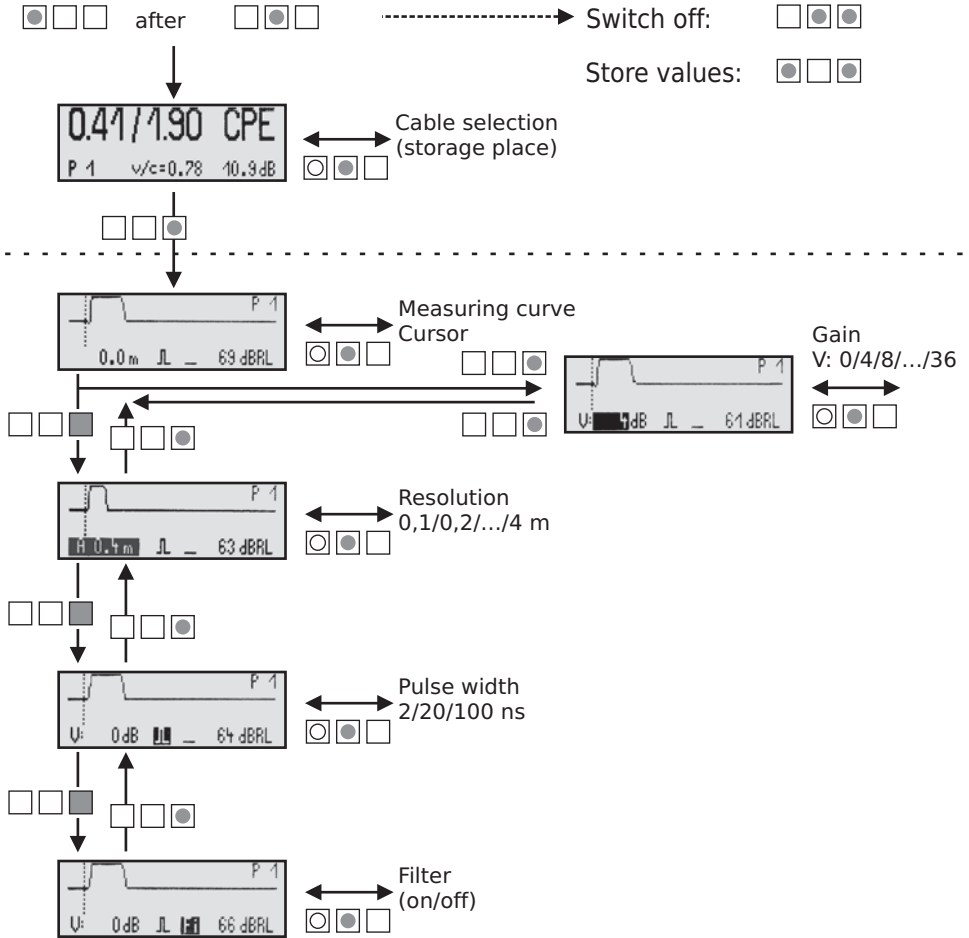 after
Switch off:
Store values:
0.41/1.90 CPE
P 1 v/c=0.78 10.9dB
Cable selection
(storage place)
P 1
0.0m _ 69 dBRL
Measuring curve
Cursor
P 1
V: 4dB _ 61 dBRL
Gain
V: 0/4/8/.../36
P 1
A 0.4m _ 63 dBRL
Resolution
0,1/0,2/.../4 m
P 1
V: 0dB _ 64 dBRL
Pulse width
2/20/100 ns
P 1
V: 0dB 66 dBRL
Filter
(on/off)